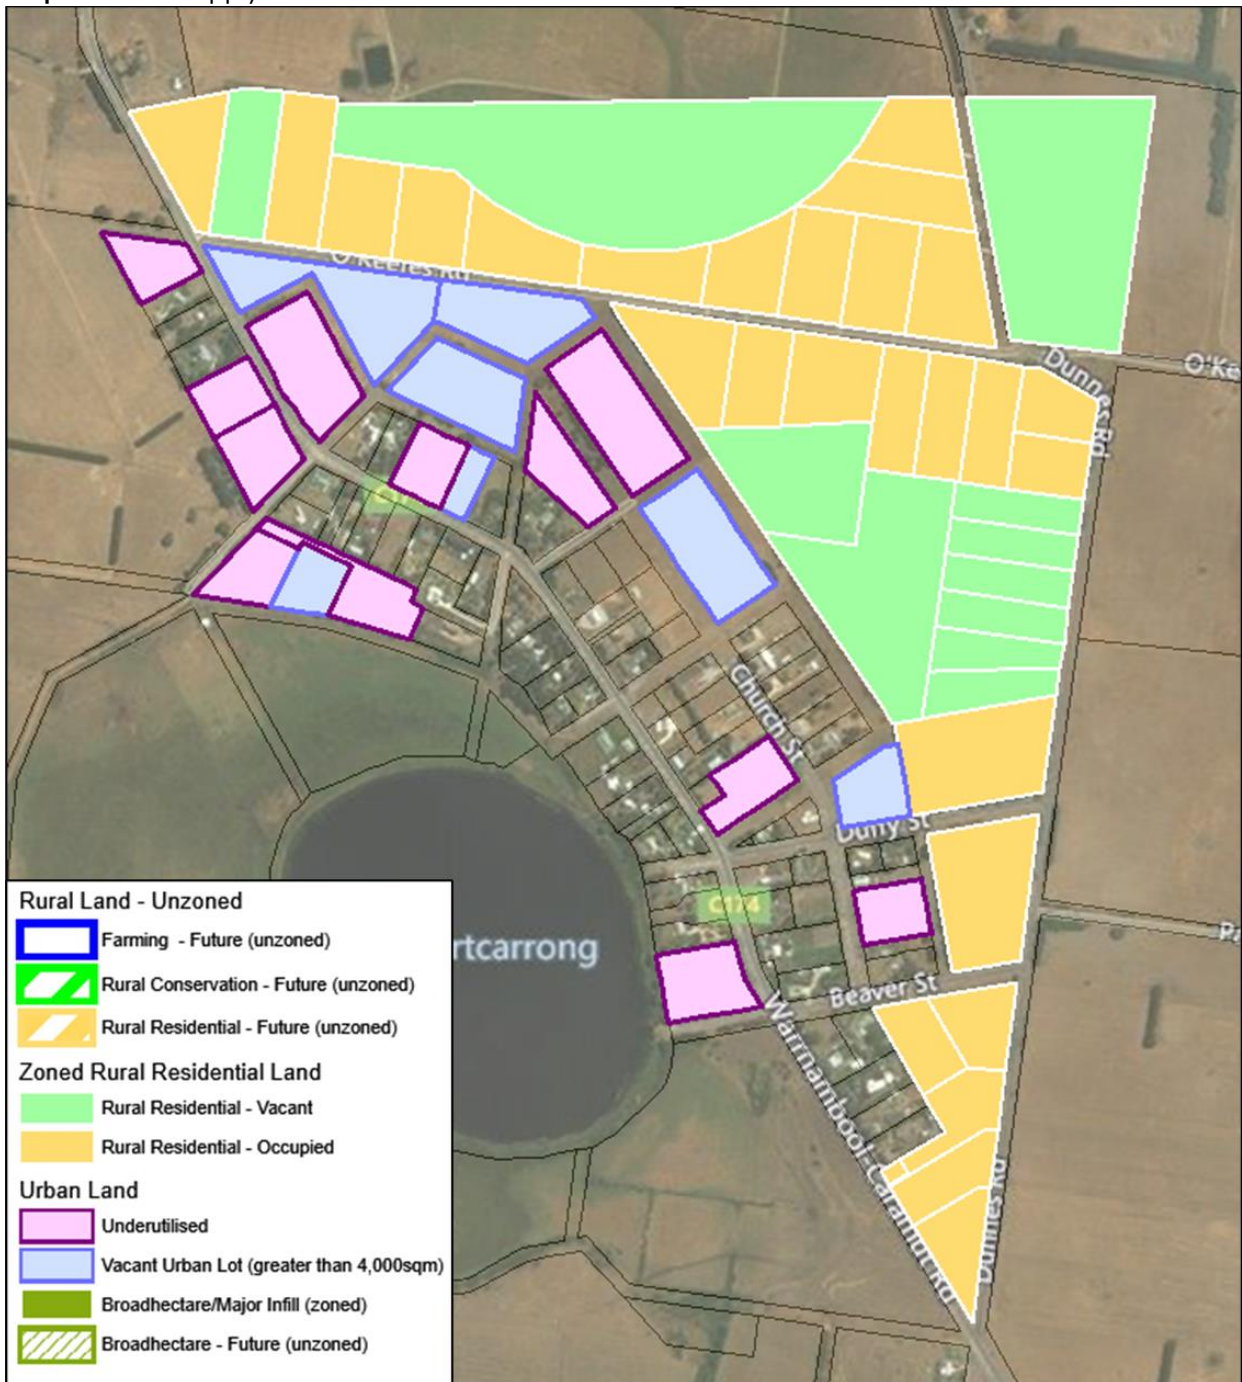 O'Keefes Rd
Dunnes Rd
O'Ke
Church St
Duffy St
C174
rtcarrong
Beaver St
Pa
Warrnambool-Caramut Rd
Dunnes Rd
Rural Land - Unzoned
Farming - Future (unzoned)
Rural Conservation - Future (unzoned)
Rural Residential - Future (unzoned)
Zoned Rural Residential Land
Rural Residential - Vacant
Rural Residential - Occupied
Urban Land
Underutilised
Vacant Urban Lot (greater than 4,000sqm)
Broadhectare/Major Infill (zoned)
Broadhectare - Future (unzoned)